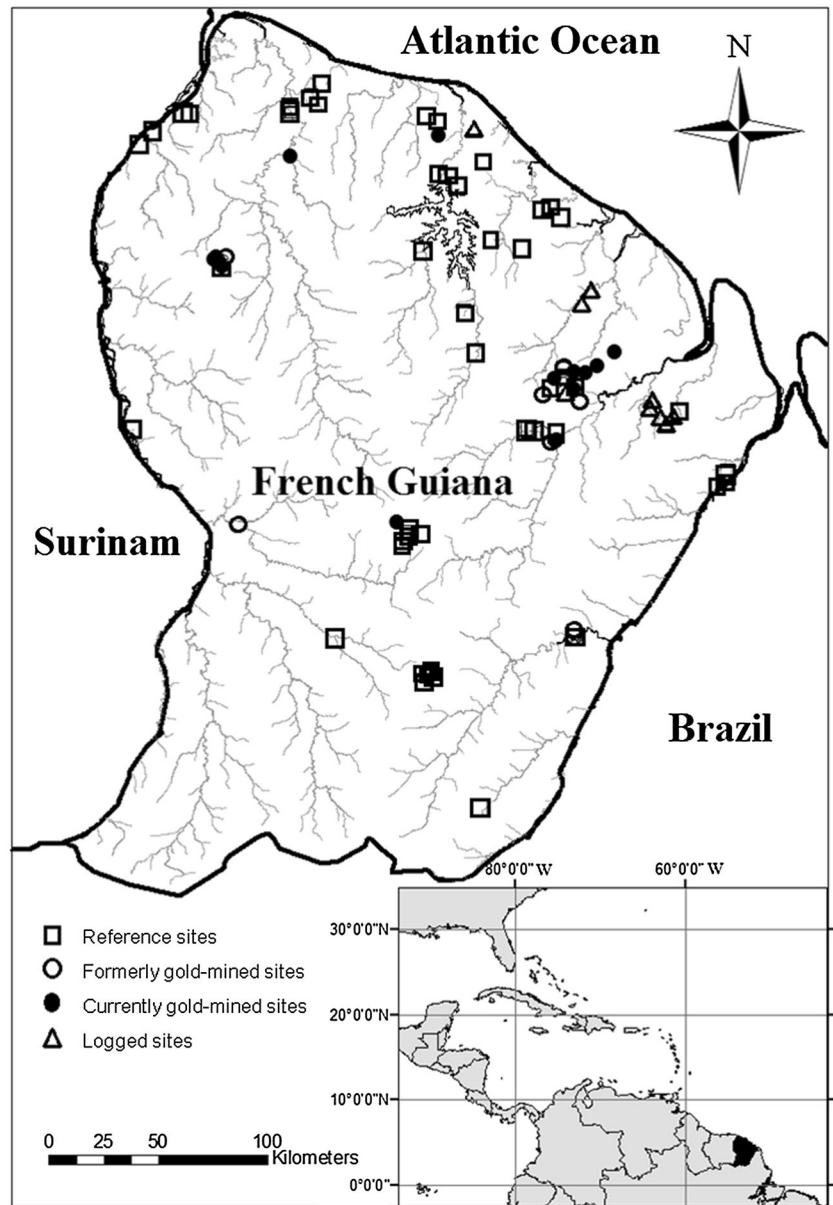 Atlantic Ocean
N
French Guiana
Surinam
Brazil
80°0'0"W
60°0'0"W
Reference sites
Formerly gold-mined sites
Currently gold-mined sites
Logged sites
30°0'0"N
20°0'0"N
10°0'0"N
0°0'0"
0 25 50 100
Kilometers